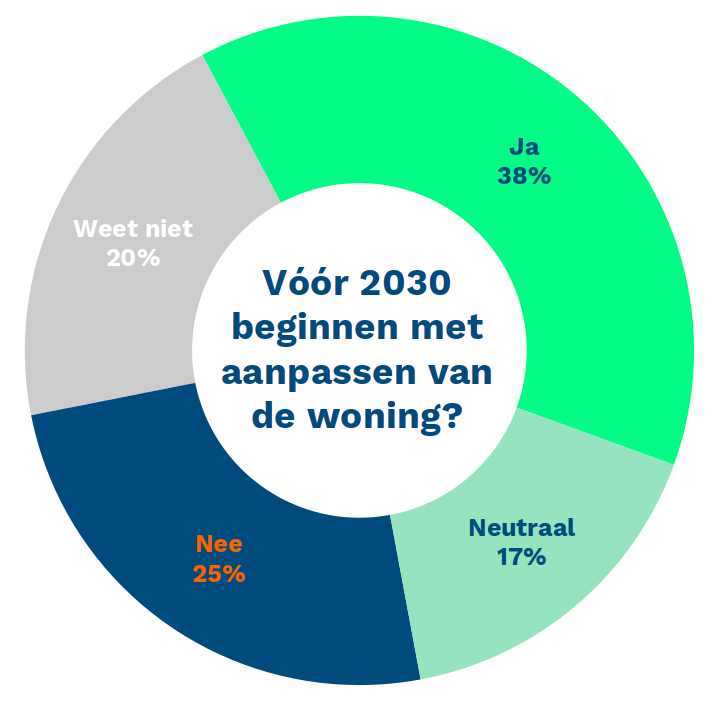 Ja
38%
Weet niet
20%
Vóór 2030
beginnen met
aanpassen van
de woning?
Neutraal
17%
Nee
25%